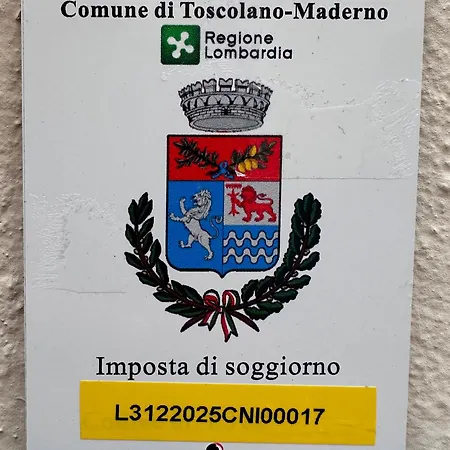 Comune di Toscolano-Maderno
Regione
Lombardia
Imposta di soggiorno
L3122025CNI00017